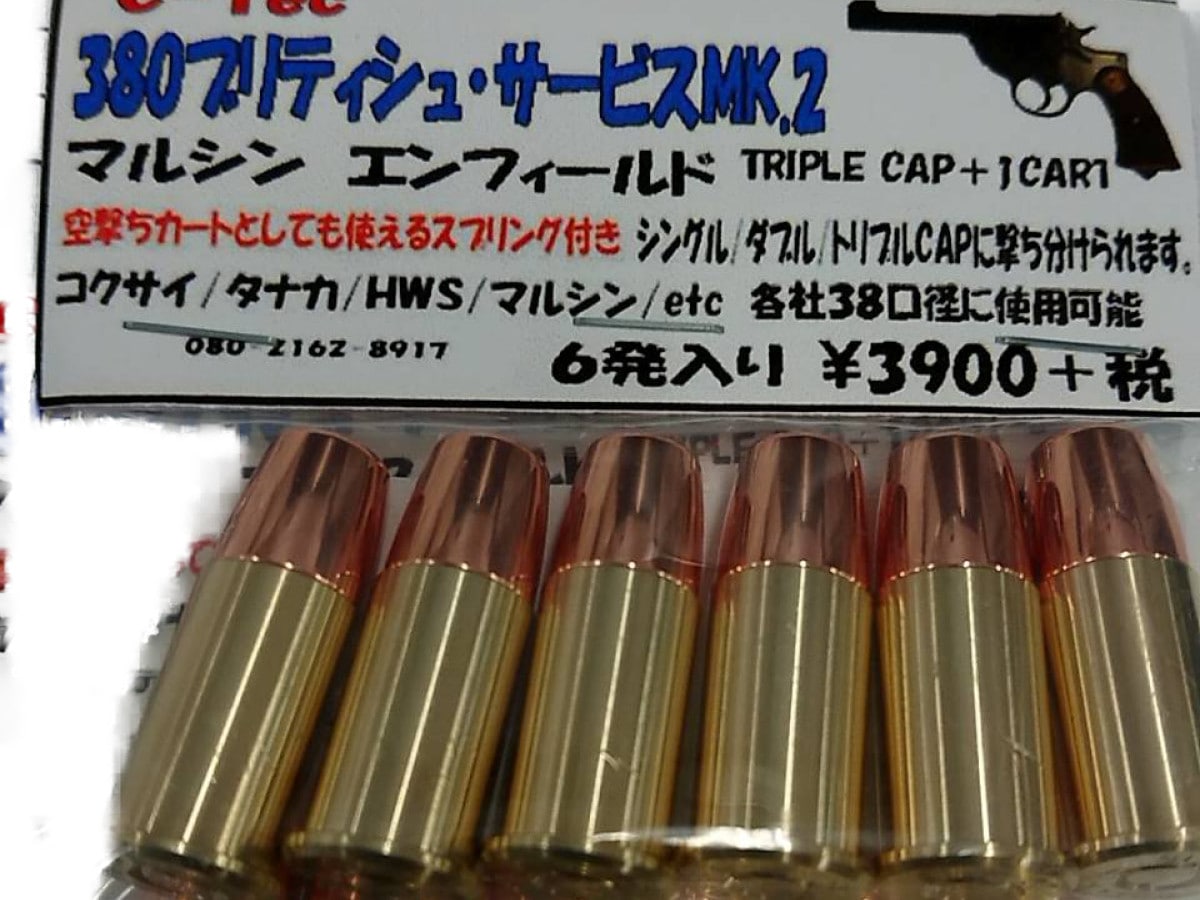 380ブリティシュ・サービスMK.2
マルシン エンフィールド TRIPLE CAP+1CART
空撃ちカートとしても使えるスプリング付き シングル/ダブル/トリプルCAPに撃ち分けられます。
コクサイ/タナカ/HWS/マルシン/etc 各社38口径に使用可能
080-2162-8917 6発入り ¥3900+税